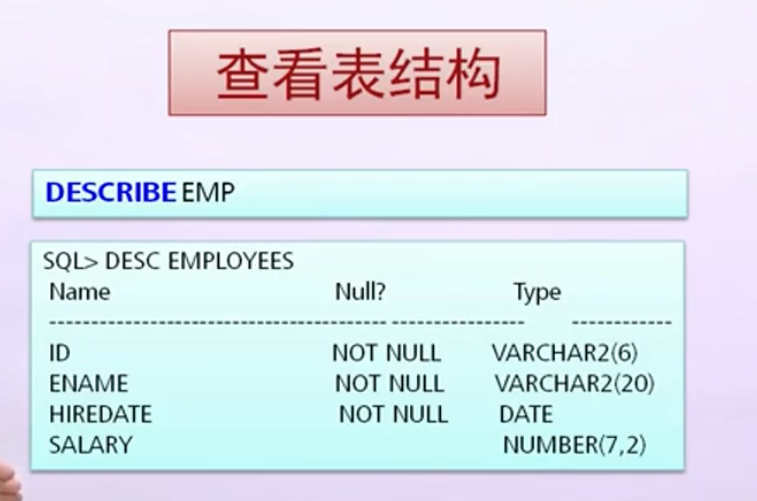 查看表结构
DESCRIBE EMP
SQL> DESC EMPLOYEES
Name Null? Type
---------------------------------------- ---------------- ------------
ID NOT NULL VARCHAR2(6)
ENAME NOT NULL VARCHAR2(20)
HIREDATE NOT NULL DATE
SALARY NUMBER(7,2)